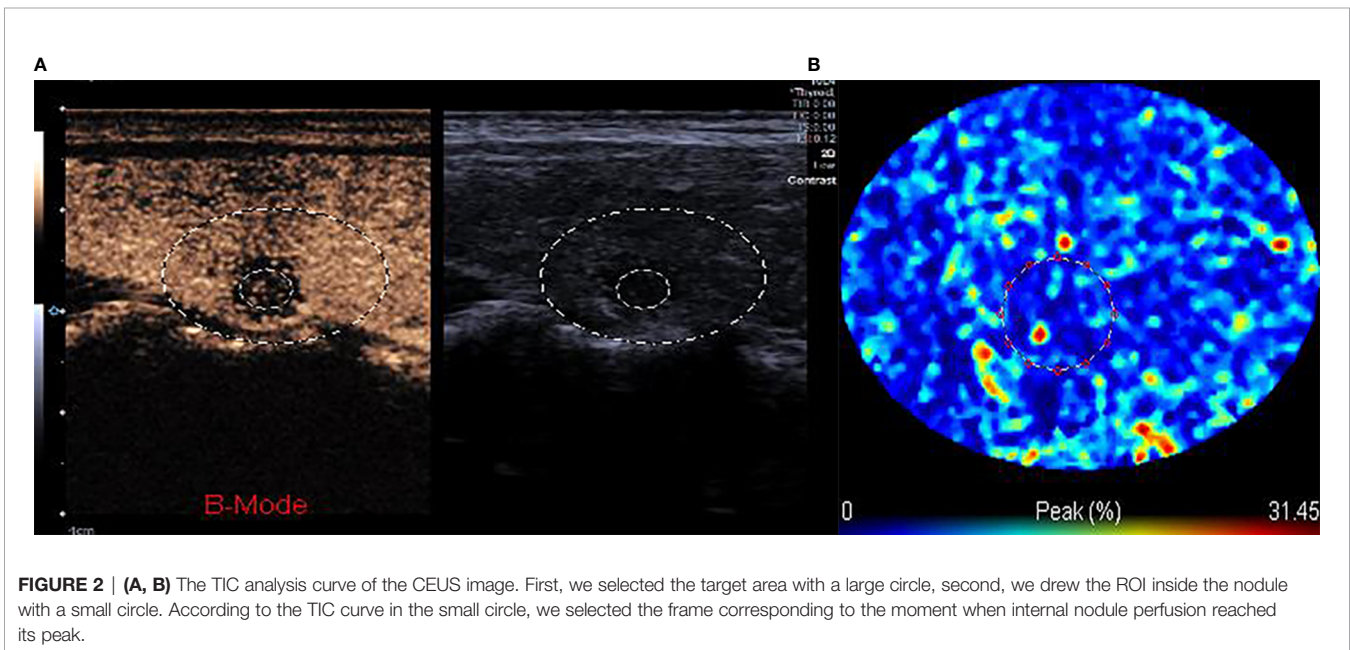 A
B
*Thyroid
2D
Low
Contrast
B-Mode
4cm
0
Peak (%)
31.45
FIGURE 2 | (A, B) The TIC analysis curve of the CEUS image. First, we selected the target area with a large circle, second, we drew the ROI inside the nodule
with a small circle. According to the TIC curve in the small circle, we selected the frame corresponding to the moment when internal nodule perfusion reached
its peak.